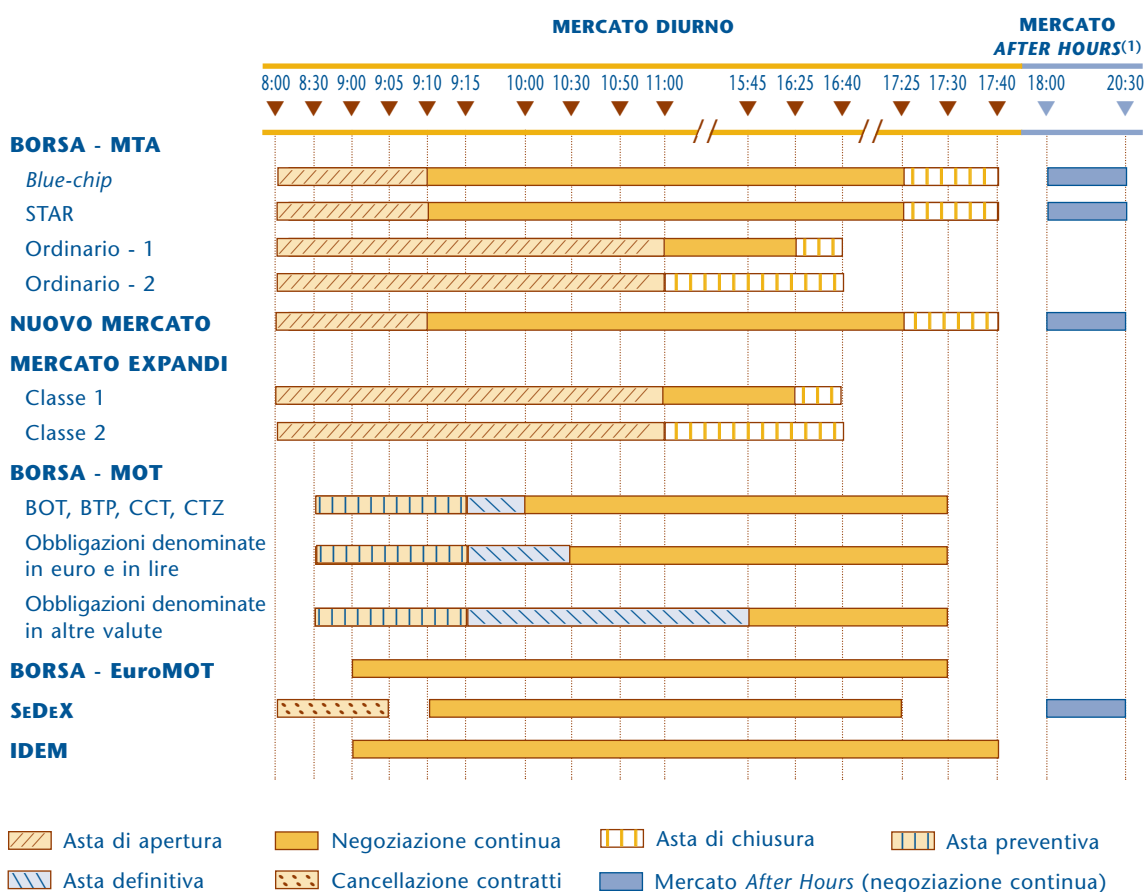 MERCATO DIURNO
MERCATO
AFTER HOURS(1)
8:00 8:30 9:00 9:05 9:10 9:15 10:00 10:30 10:50 11:00 15:45 16:25 16:40 17:25 17:30 17:40 18:00 20:30
BORSA - MTA
Blue-chip
STAR
Ordinario - 1
Ordinario - 2
NUOVO MERCATO
MERCATO EXPANDI
Classe 1
Classe 2
BORSA - MOT
BOT, BTP, CCT, CTZ
Obbligazioni denominate
in euro e in lire
Obbligazioni denominate
in altre valute
BORSA - EuroMOT
SEDEX
IDEM
Asta di apertura Negoziazione continua Asta di chiusura Asta preventiva
Asta definitiva Cancellazione contratti Mercato After Hours (negoziazione continua)